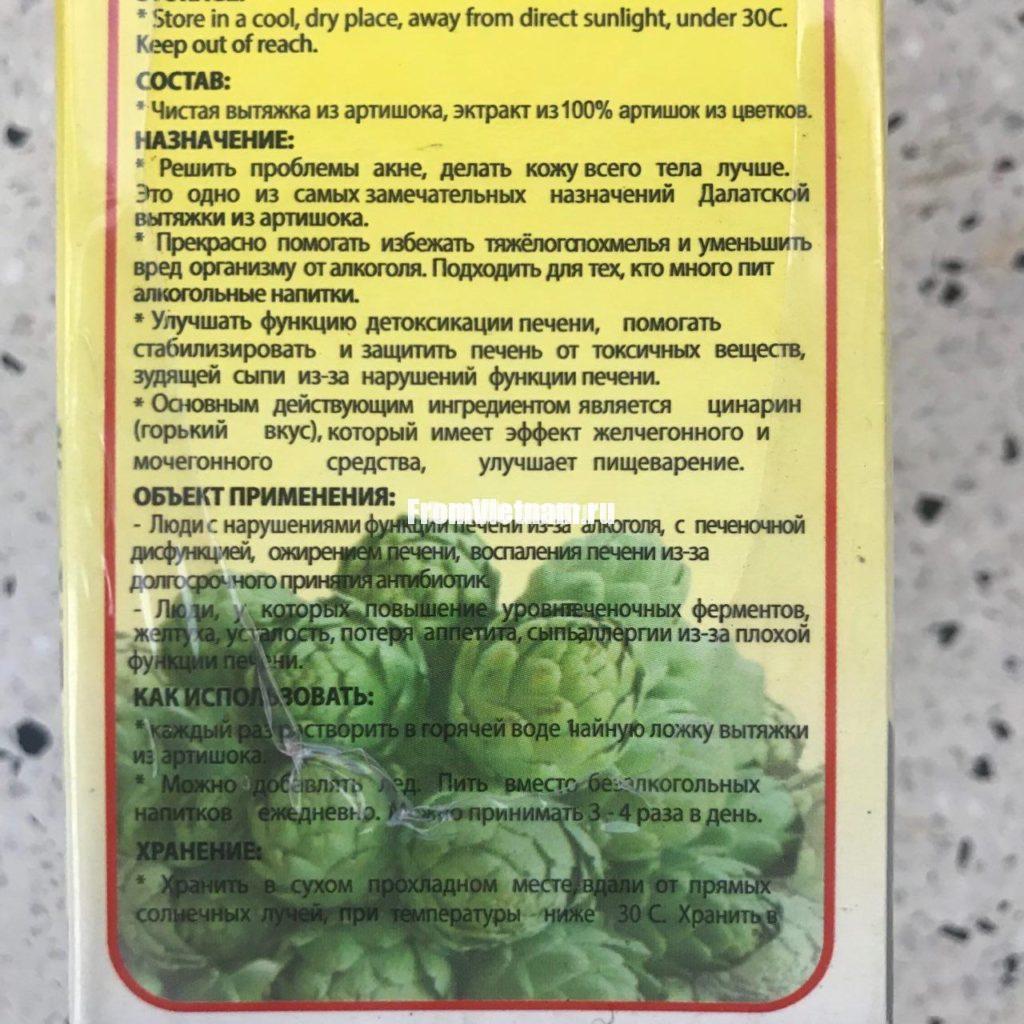 * Store in a cool, dry place, away from direct sunlight, under 30C.
Keep out of reach.
СОСТАВ:
* Чистая вытяжка из артишока, эктракт из 100% артишок из цветков.
НАЗНАЧЕНИЕ:
* Решить проблемы акне, делать кожу всего тела лучше.
Это одно из самых замечательных назначений Далатской
вытяжки из артишока.
* Прекрасно помогать избежать тяжёлого похмелья и уменьшить
вред организму от алкоголя. Подходить для тех, кто много пит
алкогольные напитки.
* Улучшать функцию детоксикации печени, помогать
стабилизировать и защитить печень от токсичных веществ,
зудящей сыпи из-за нарушений функции печени.
* Основным действующим ингредиентом является цинарин
(горький вкус), который имеет эффект желчегонного и
мочегонного средства, улучшает пищеварение.
ОБЪЕКТ ПРИМЕНЕНИЯ:
FromVietnam.ru
- Люди с нарушениями функции печени из-за алкоголя, с печеночной
дисфункцией, ожирением печени, воспаления печени из-за
долгосрочного принятия антибиотик.
- Люди, у которых повышение уровня печеночных ферментов,
желтуха, усталость, потеря аппетита, сыпь аллергии из-за плохой
функции печени.
КАК ИСПОЛЬЗОВАТЬ:
* каждый раз растворить в горячей воде 1чайную ложку вытяжки
из артишока.
* Можно добавлять лед. Пить вместо безалкогольных
напитков ежедневно. Можно принимать 3 - 4 раза в день.
ХРАНЕНИЕ:
* Хранить в сухом прохладном месте, вдали от прямых
солнечных лучей, при температуры ниже 30 C. Хранить в